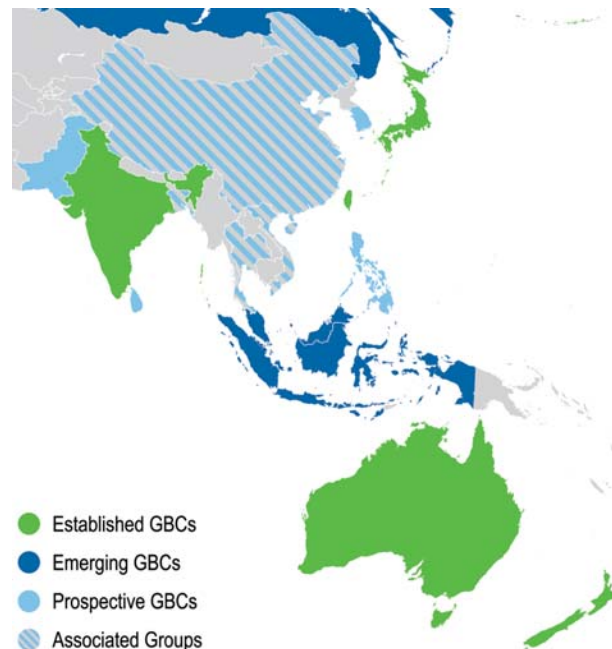 Established GBCs
Emerging GBCs
Prospective GBCs
Associated Groups